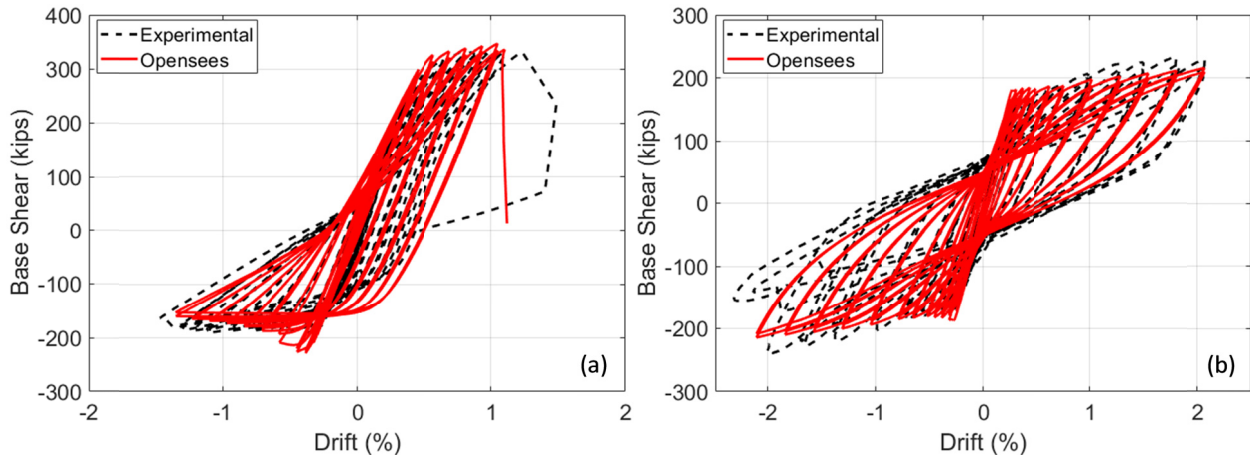 400
300
200
100
0
-100
-200
-300
Base Shear (kips)
Experimental
Opensees
(a)
-2
-1
0
1
2
Drift (%)
300
200
100
0
-100
-200
-300
Base Shear (kips)
Experimental
Opensees
(b)
-2
-1
0
1
2
Drift (%)